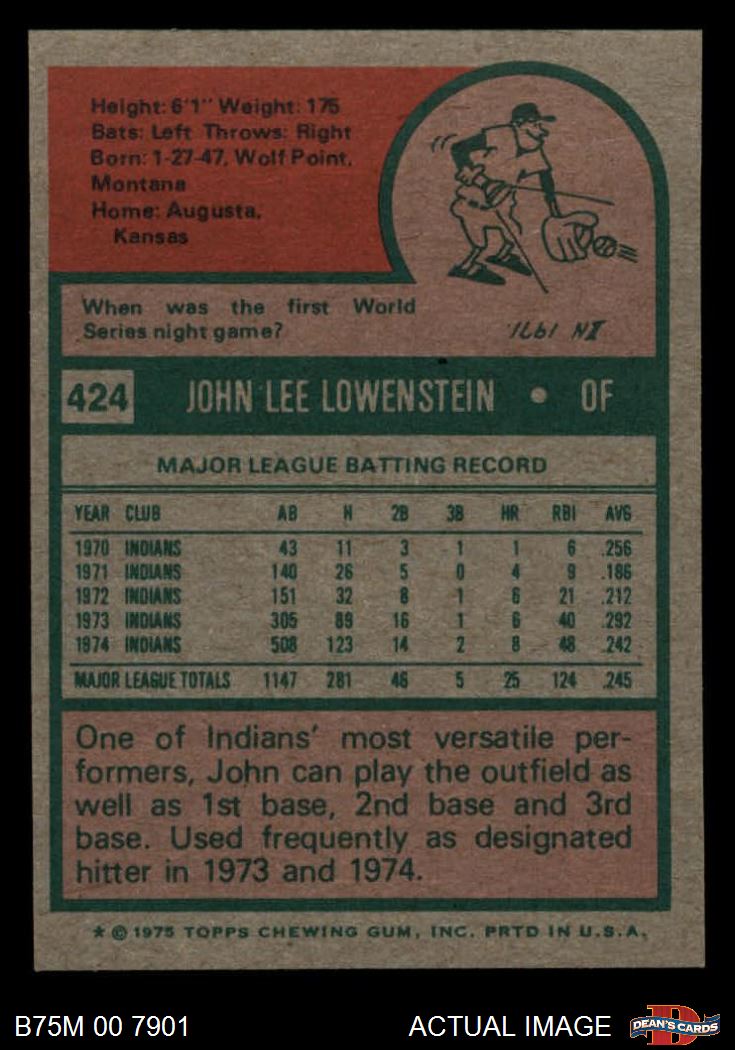 Height: 6'1" Weight: 175
Bats: Left Throws: Right
Born: 1-27-47, Wolf Point,
Montana
Home: Augusta,
Kansas
When was the first World
Series night game?
IN 1971.
424 JOHN LEE LOWENSTEIN • OF
MAJOR LEAGUE BATTING RECORD
YEAR CLUB AB H 2B 3B HR RBI AVG
1970 INDIANS 43 11 3 1 1 6 .256
1971 INDIANS 140 26 5 0 4 9 .186
1972 INDIANS 151 32 8 1 6 21 .212
1973 INDIANS 305 89 16 1 6 40 .292
1974 INDIANS 508 123 14 2 8 48 .242
MAJOR LEAGUE TOTALS 1147 281 46 5 25 124 .245
One of Indians' most versatile per-
formers, John can play the outfield as
well as 1st base, 2nd base and 3rd
base. Used frequently as designated
hitter in 1973 and 1974.
* © 1975 TOPPS CHEWING GUM, INC. PRTD IN U.S.A.
B75M 00 7901 ACTUAL IMAGE
D
DEAN'S CARDS